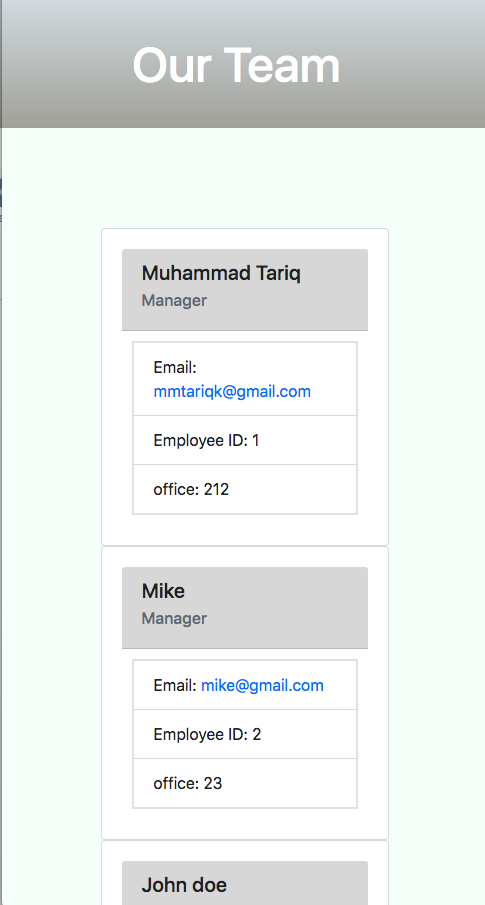 Our Team
Muhammad Tariq
Manager
Email:
mmtariqk@gmail.com
Employee ID: 1
office: 212
Mike
Manager
Email: mike@gmail.com
Employee ID: 2
office: 23
John doe